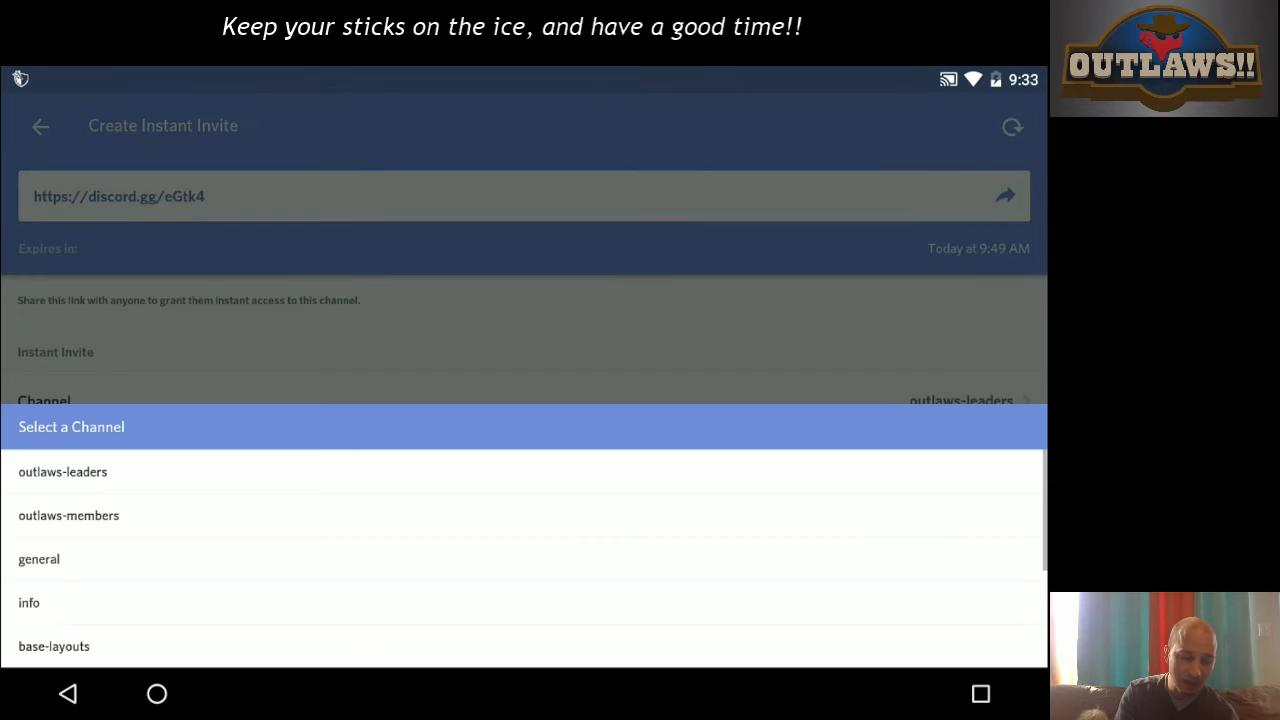 Keep your sticks on the ice, and have a good time!!
OUTLAWS!!
9:33
Create Instant Invite
https://discord.gg/eGtk4
Expires in:
Today at 9:49 AM
Share this link with anyone to grant them instant access to this channel.
Instant Invite
Channel
outlaws-leaders
Select a Channel
outlaws-leaders
outlaws-members
general
info
base-layouts